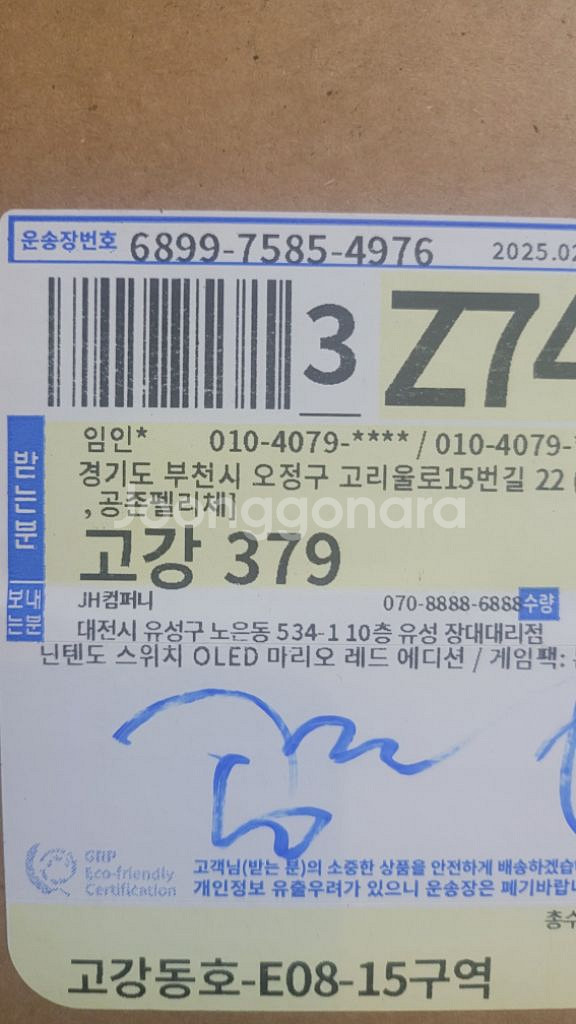 운송장번호 6899-7585-4976 2025.02
3 Z74
받는분
임인* 010-4079-**** / 010-4079-*
경기도 부천시 오정구 고리울로15번길 22 (
, 공존펠리체]
Joonggonara
고강 379
보내는분
JH컴퍼니 070-8888-6888 수량
대전시 유성구 노은동 534-1 10층 유성 장대대리점
닌텐도 스위치 OLED 마리오 레드 에디션 / 게임팩:
GRP
Eco-friendly
Certification
고객님(받는 분)의 소중한 상품을 안전하게 배송하겠습
개인정보 유출우려가 있으니 운송장은 폐기바랍니
총수
고강동호-E08-15구역